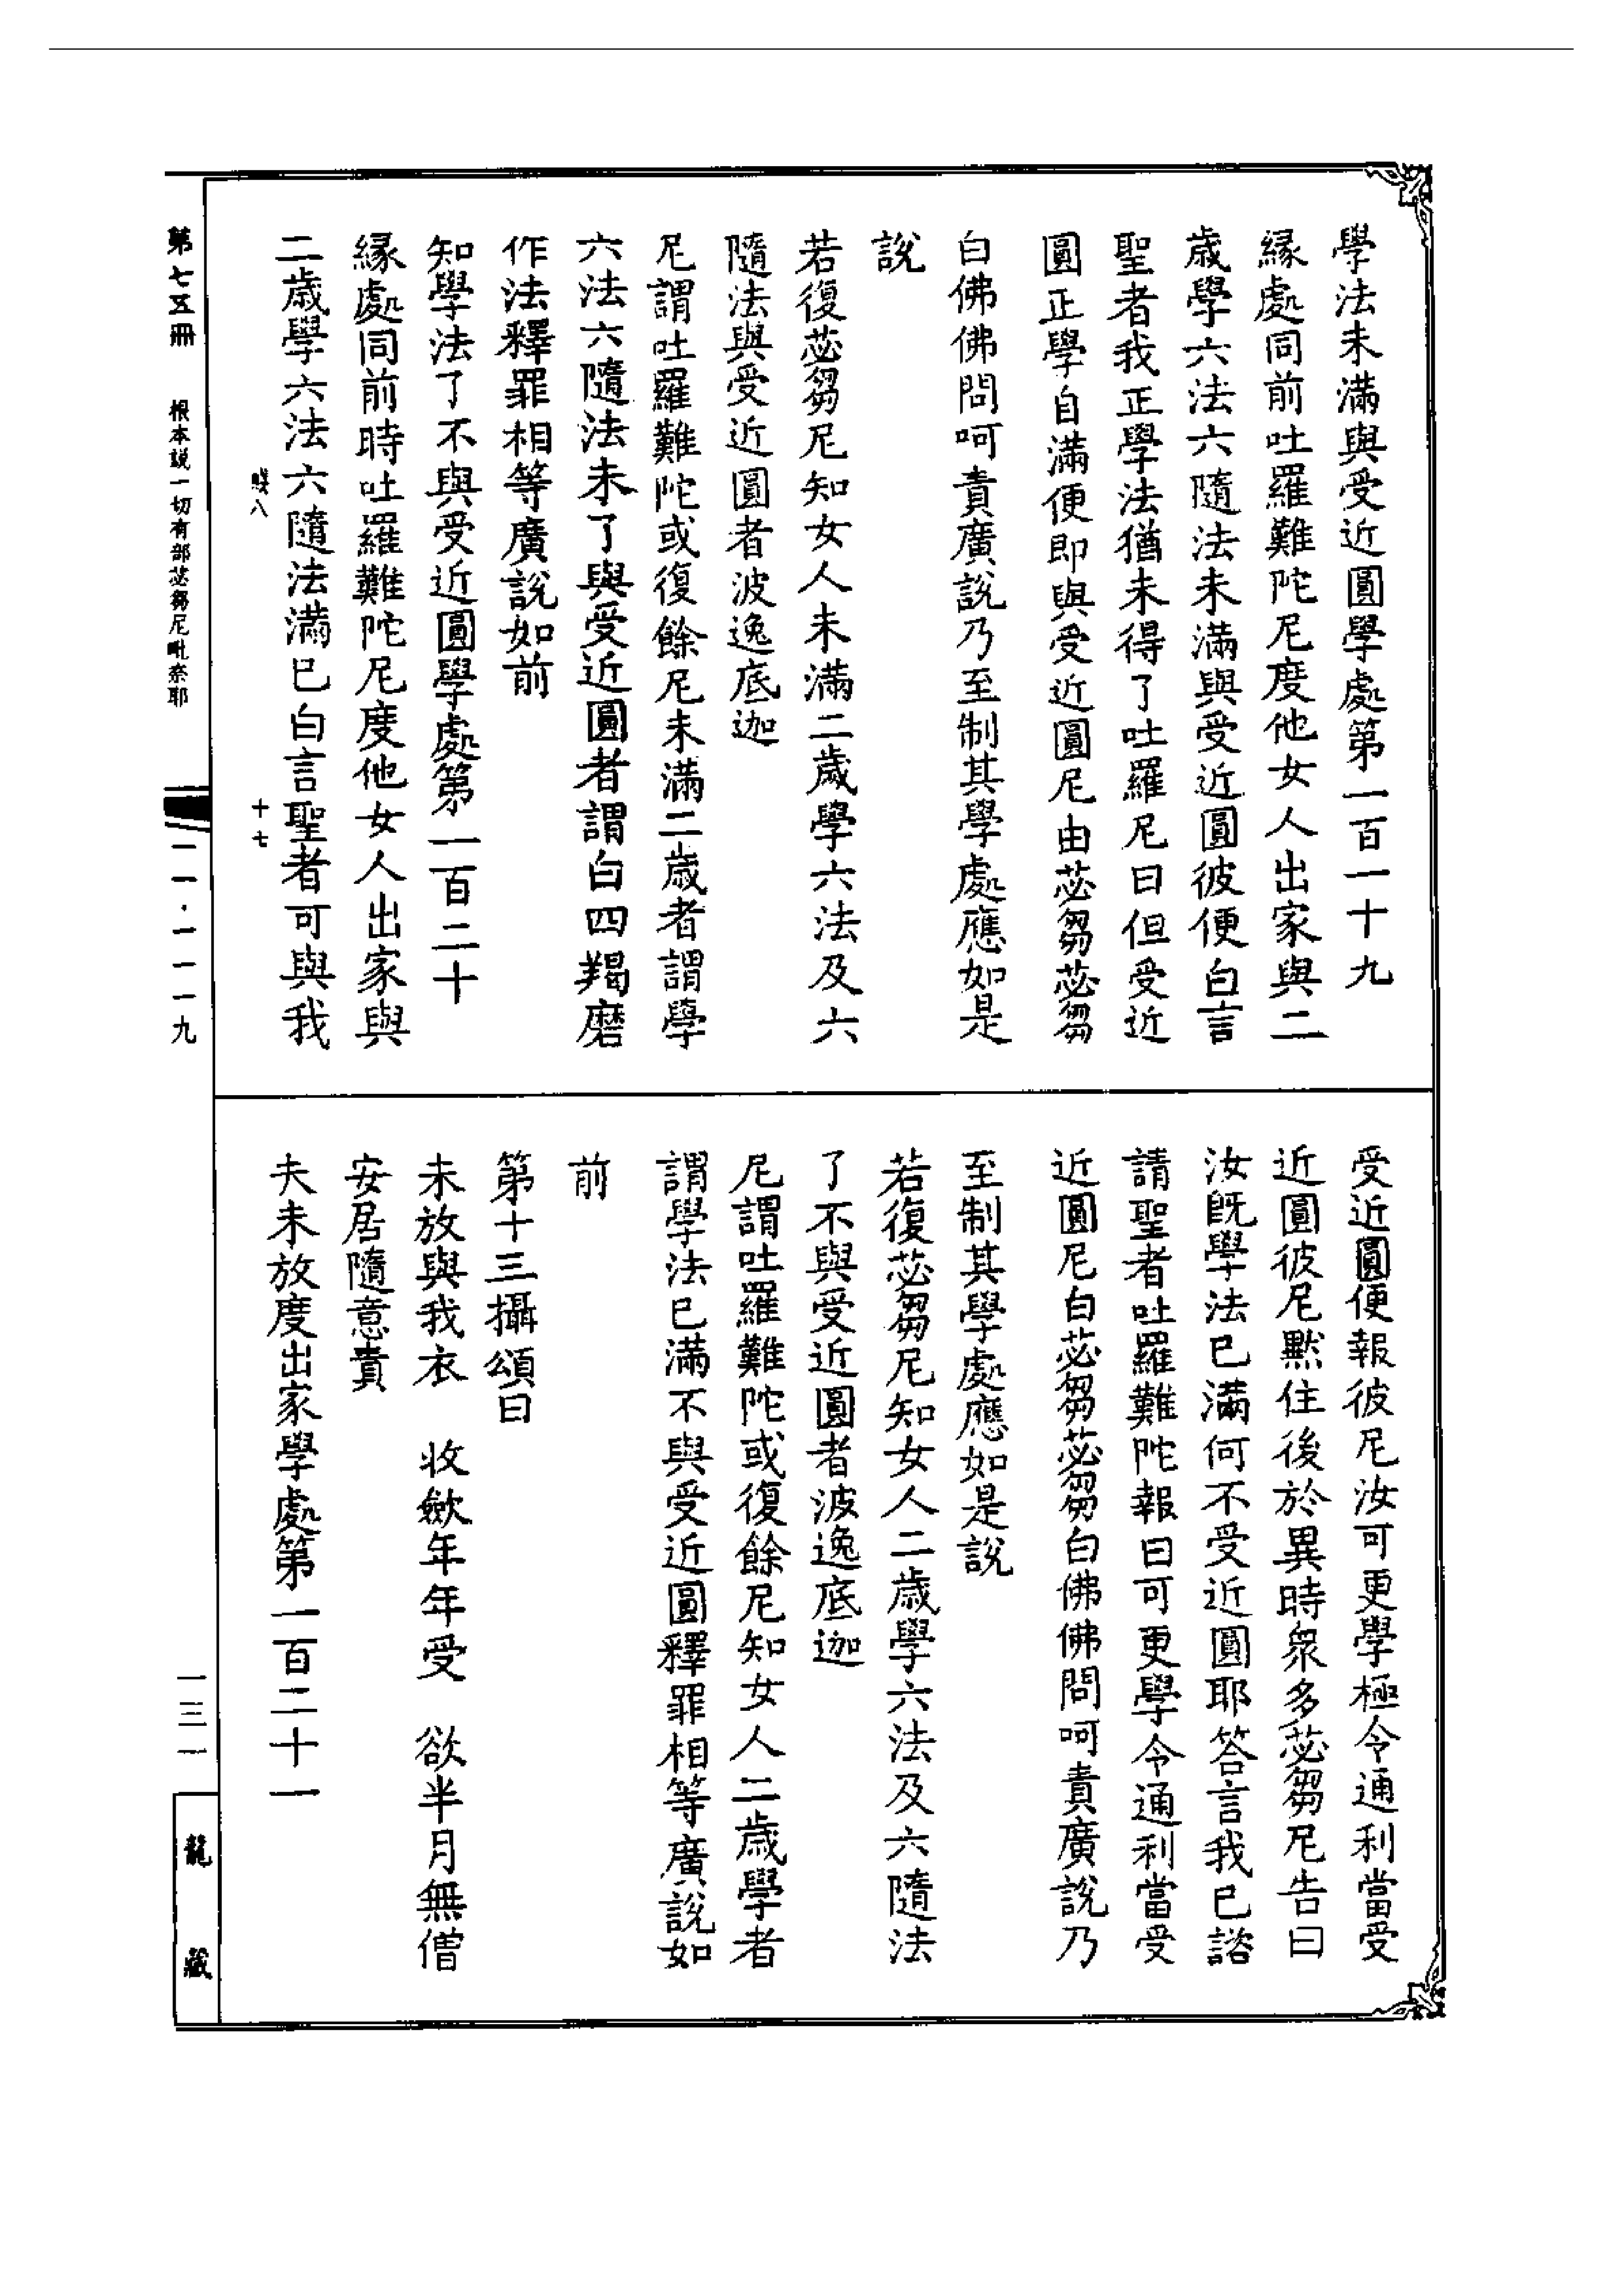 學法未滿與受近圓學處第一百一十九
緣處同前吐羅難陀尼度他女人出家與二
歲學六法六隨法未滿與受近圓彼便白言
聖者我正學法猶未得了吐羅尼曰但受近
圓正學自滿便即與受近圓尼由苾芻苾芻
白佛佛問呵責廣說乃至制其學處應如是
說
若復苾芻尼知女人未滿二歲學六法及六
隨法與受近圓者波逸底迦
尼謂吐羅難陀或復餘尼未滿二歲者謂學
六法六隨法未了與受近圓者謂白四羯磨
作法釋罪相等廣說如前
知學法了不與受近圓學處第一百二十
緣處同前時吐羅難陀尼度他女人出家與
二歲學六法六隨法滿已白言聖者可與我
受近圓便報彼尼汝可更學極令通利當受
近圓彼尼默住後於異時眾多苾芻尼告曰
汝既學法已滿何不受近圓耶答言我已諮
請聖者吐羅難陀報曰可更學令通利當受
近圓尼白苾芻苾芻白佛佛問呵責廣說乃
至制其學處應如是說
若復苾芻尼知女人二歲學六法及六隨法
了不與受近圓者波逸底迦
尼謂吐羅難陀或復餘尼知女人二歲學者
謂學法已滿不與受近圓釋罪相等廣說如
前
第十三攝頌曰
未放與我衣　收斂年年受　欲半月無僧
安居隨意責
夫未放度出家學處第一百二十一
第七五冊　根本說一切有部苾芻尼毗奈耶　一一·一一一九　一三一
賤八　十七
龍藏